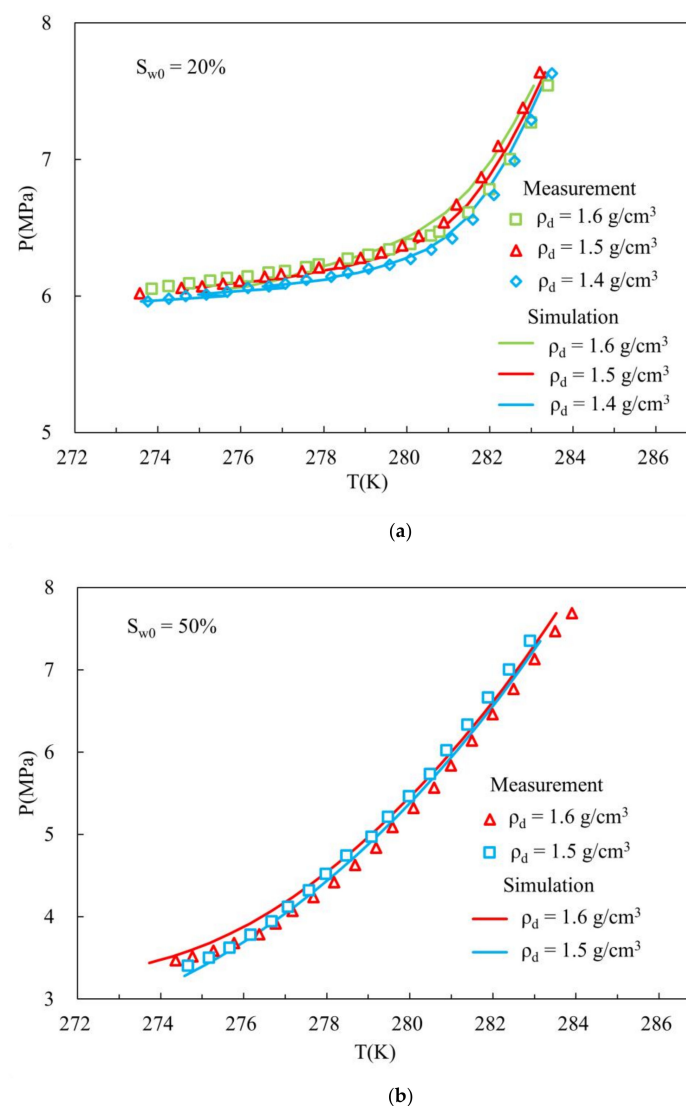 8
S_w0 = 20%
7
Measurement
ρ_d = 1.6 g/cm³
ρ_d = 1.5 g/cm³
P(MPa)
6
ρ_d = 1.4 g/cm³
Simulation
ρ_d = 1.6 g/cm³
ρ_d = 1.5 g/cm³
ρ_d = 1.4 g/cm³
5
272 274 276 278 280 282 284 286
T(K)
(a)
8
S_w0 = 50%
7
6
P(MPa)
Measurement
ρ_d = 1.6 g/cm³
5
ρ_d = 1.5 g/cm³
Simulation
4
ρ_d = 1.6 g/cm³
ρ_d = 1.5 g/cm³
3
272 274 276 278 280 282 284 286
T(K)
(b)